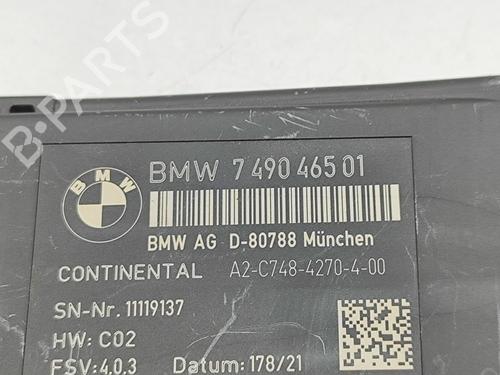 BMW 7 490 465 01
BMW
BMW AG D-80788 München
CONTINENTAL A2-C748-4270-4-00
SN-Nr. 11119137
HW: C02
FSV: 4.0.3 Datum: 178/21
B-PARTS